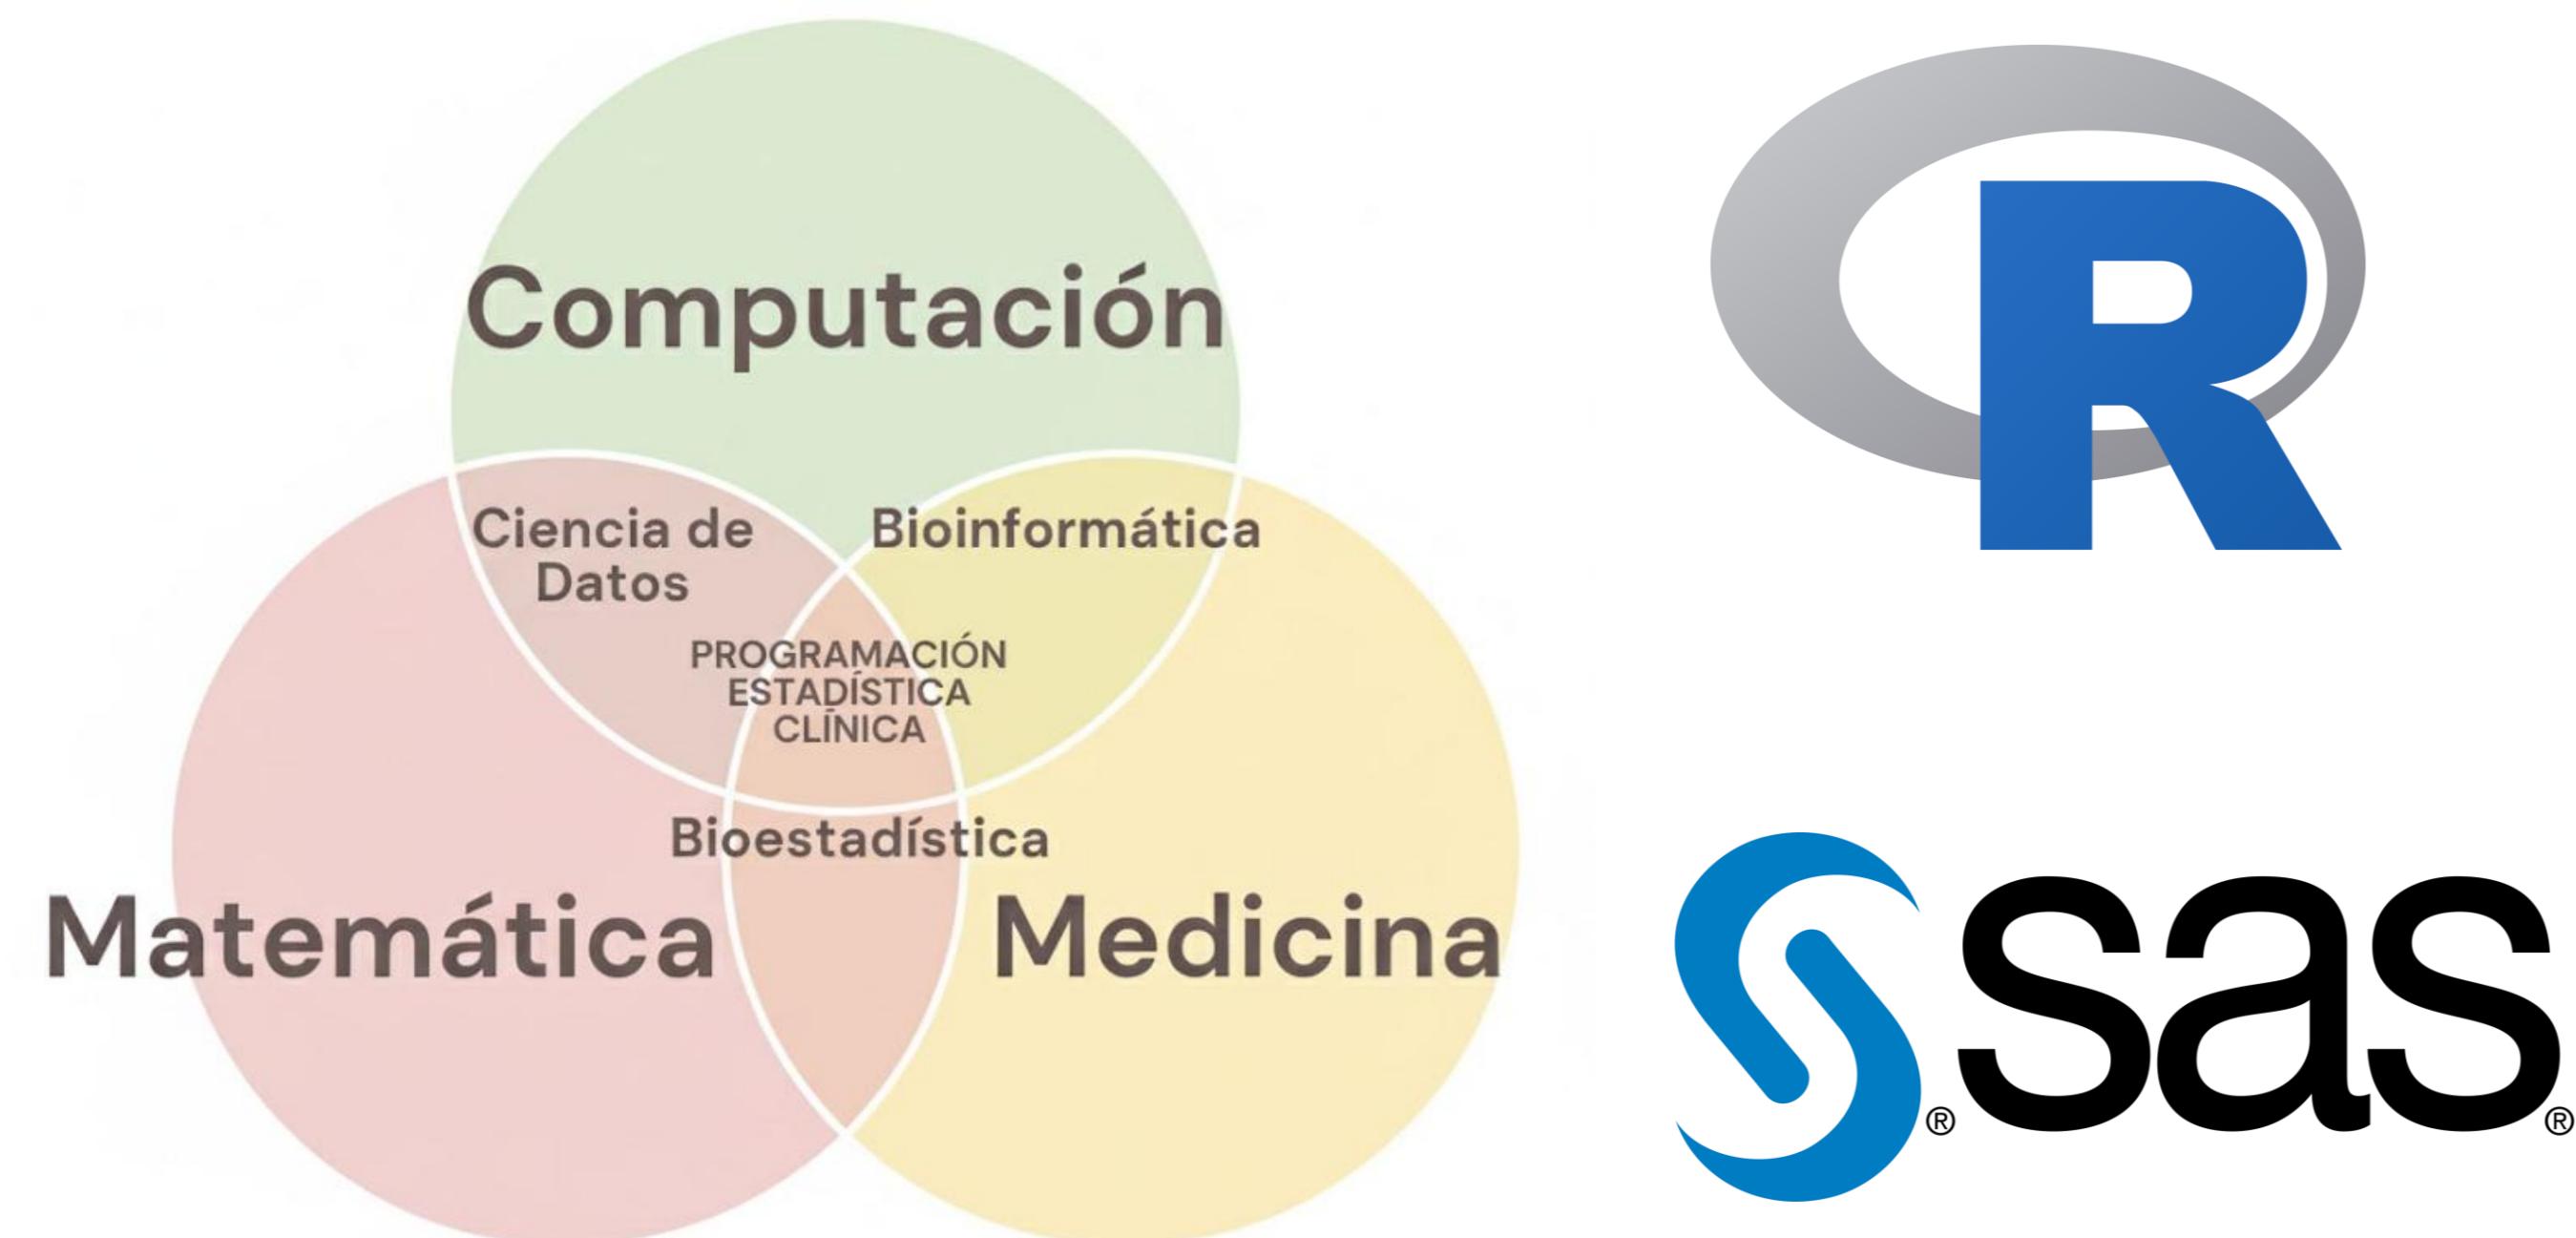 Computación
Ciencia de
Datos
Bioinformática
PROGRAMACIÓN
ESTADÍSTICA
CLÍNICA
Bioestadística
Matemática
Medicina
R
® sas ®